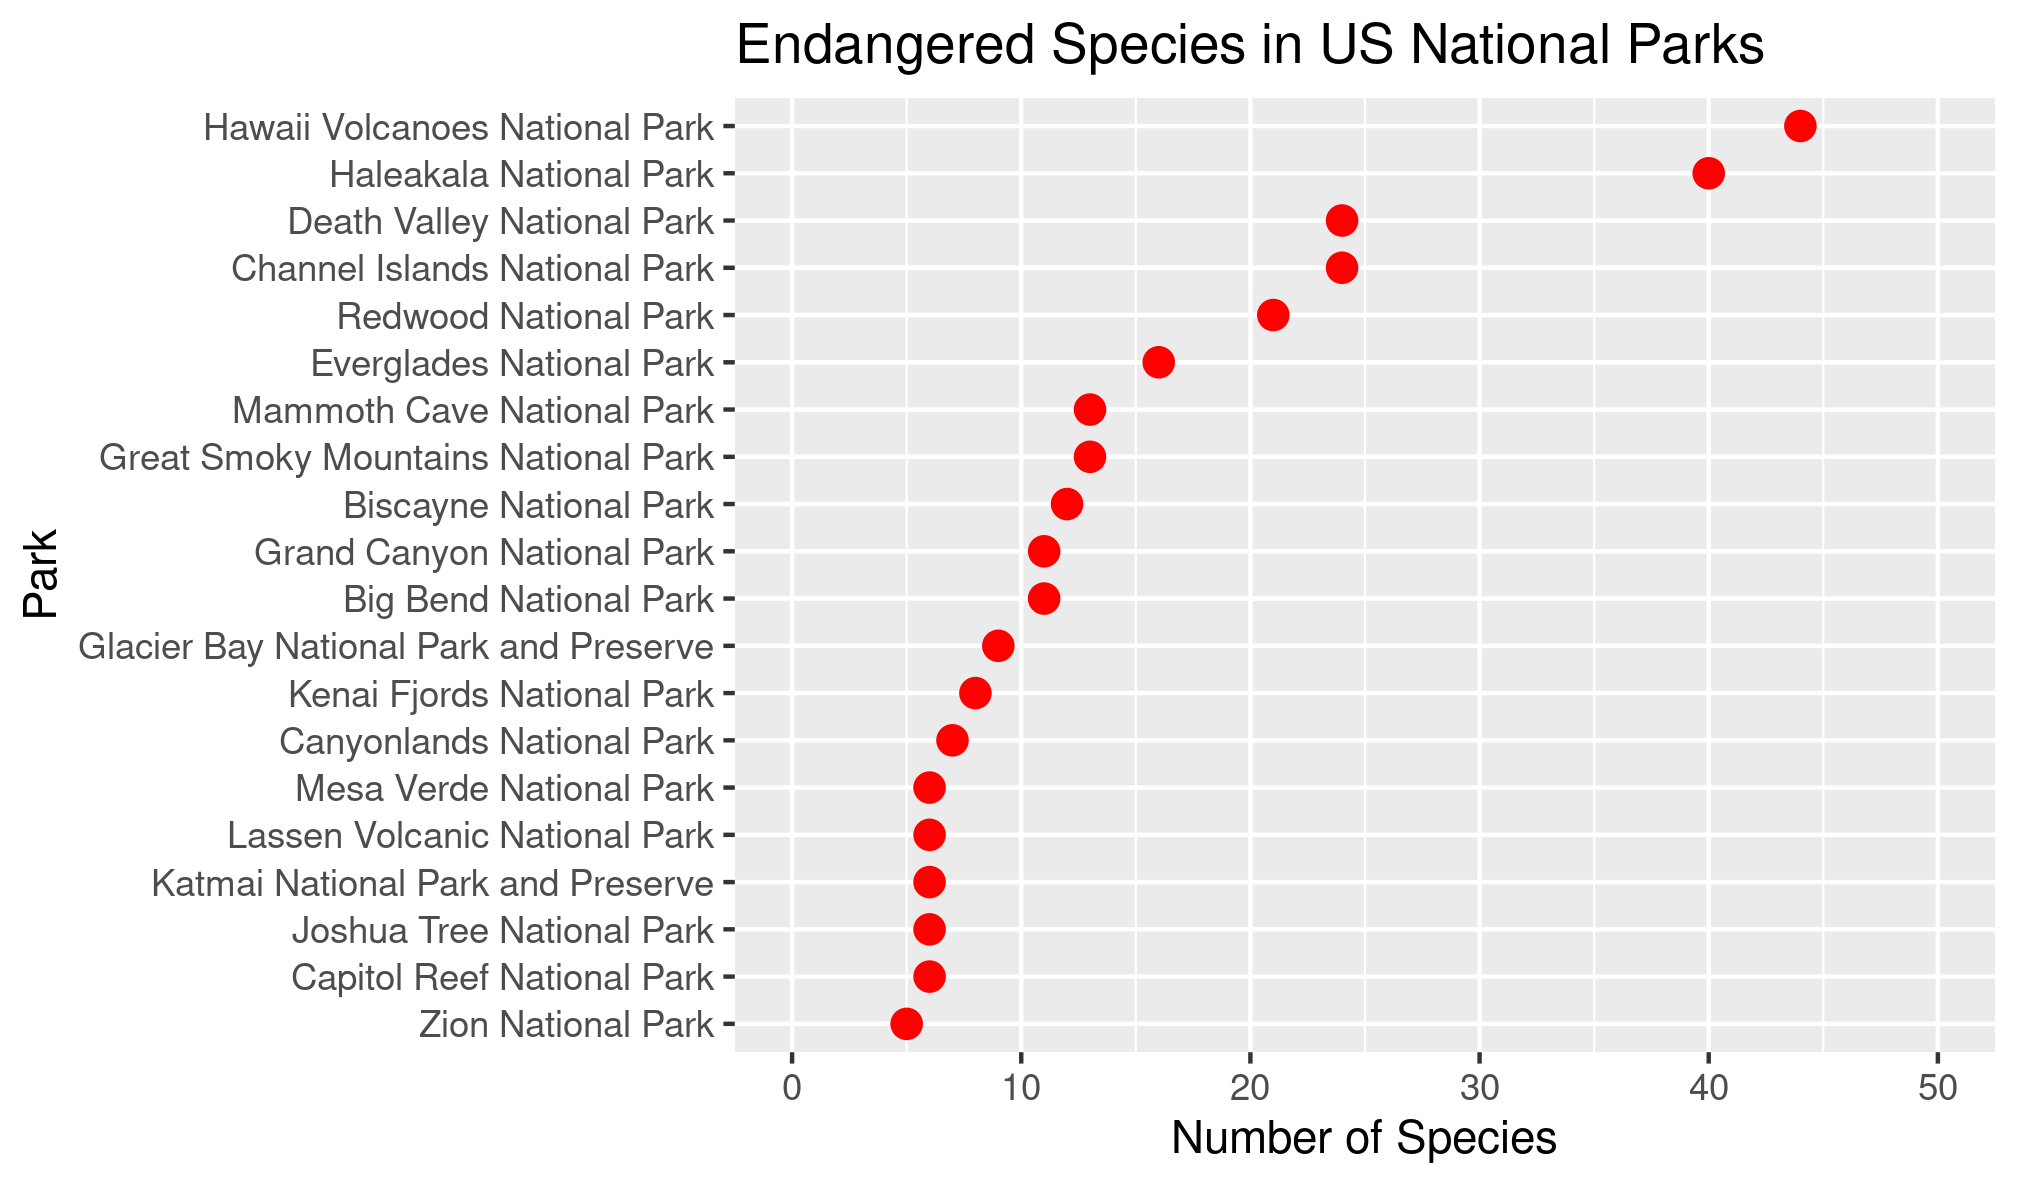 Endangered Species in US National Parks
Hawaii Volcanoes National Park
Haleakala National Park
Death Valley National Park
Channel Islands National Park
Redwood National Park
Everglades National Park
Mammoth Cave National Park
Great Smoky Mountains National Park
Biscayne National Park
Grand Canyon National Park
Big Bend National Park
Glacier Bay National Park and Preserve
Kenai Fjords National Park
Canyonlands National Park
Mesa Verde National Park
Lassen Volcanic National Park
Katmai National Park and Preserve
Joshua Tree National Park
Capitol Reef National Park
Zion National Park
Park
0 10 20 30 40 50
Number of Species